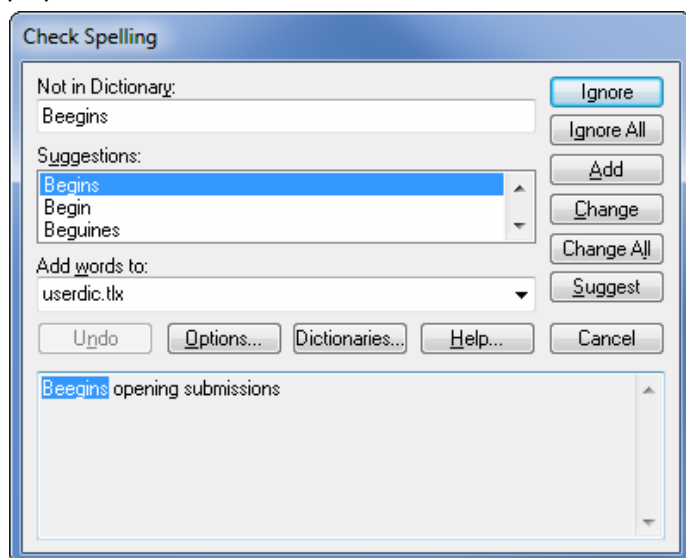 Check Spelling
Not in Dictionary:
Beegins
Suggestions:
Begins
Begin
Beguines
Add words to:
userdic.tlx
Ignore
Ignore All
Add
Change
Change All
Suggest
Undo
Options...
Dictionaries...
Help...
Cancel
Beegins opening submissions